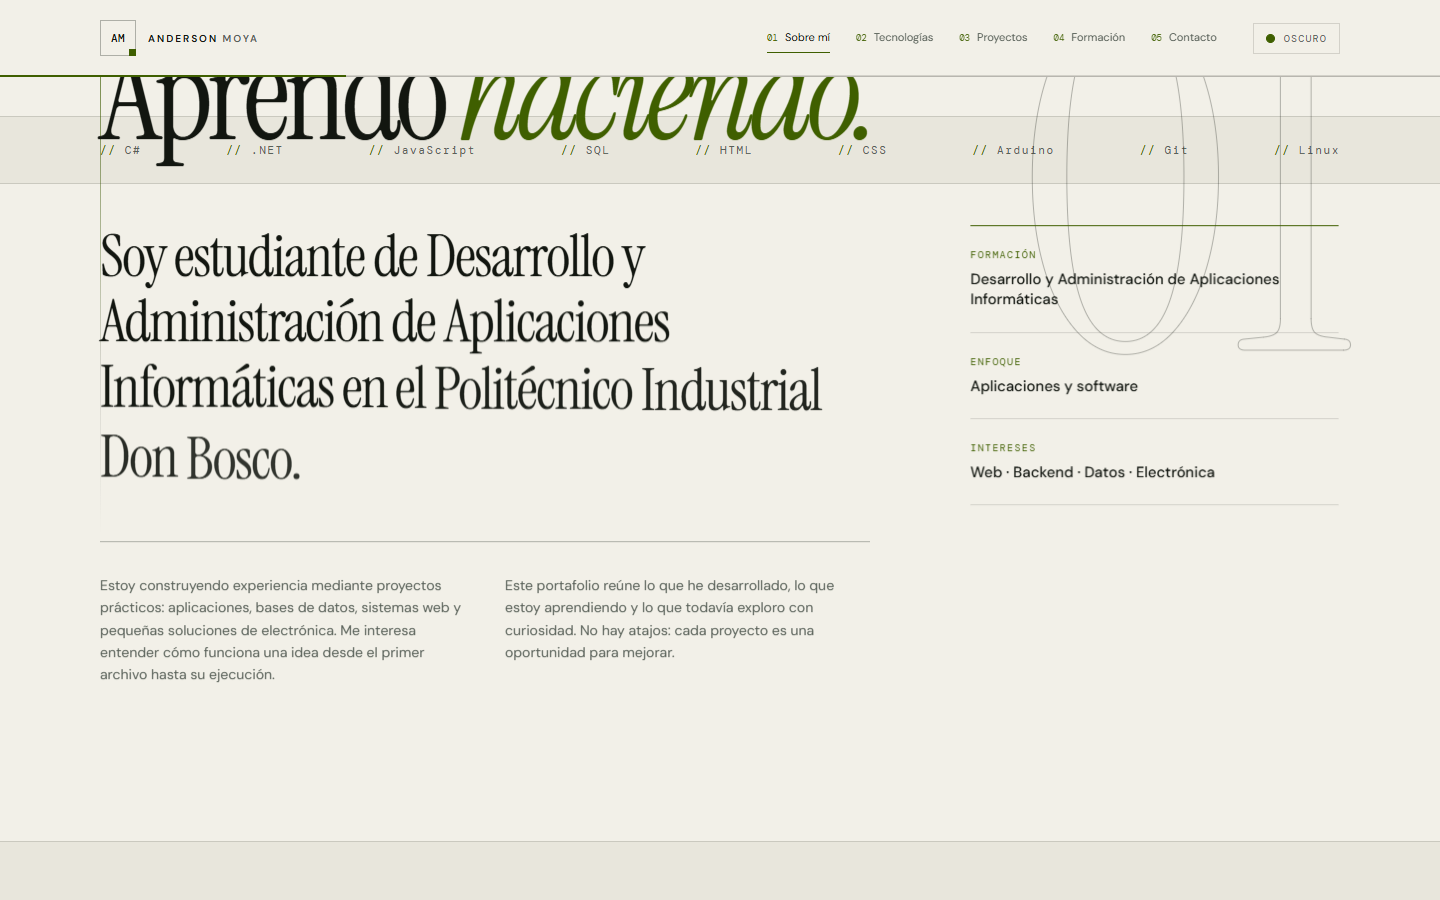 AM
ANDERSON MOYA
01 Sobre mí
02 Tecnologías
03 Proyectos
04 Formación
05 Contacto
OSCURO
Aprendo haciendo.
01
// C#
// .NET
// JavaScript
// SQL
// HTML
// CSS
// Arduino
// Git
// Linux
Soy estudiante de Desarrollo y
Administración de Aplicaciones
Informáticas en el Politécnico Industrial
Don Bosco.
FORMACIÓN
Desarrollo y Administración de Aplicaciones
Informáticas
ENFOQUE
Aplicaciones y software
INTERESES
Web · Backend · Datos · Electrónica
Estoy construyendo experiencia mediante proyectos
prácticos: aplicaciones, bases de datos, sistemas web y
pequeñas soluciones de electrónica. Me interesa
entender cómo funciona una idea desde el primer
archivo hasta su ejecución.
Este portafolio reúne lo que he desarrollado, lo que
estoy aprendiendo y lo que todavía exploro con
curiosidad. No hay atajos: cada proyecto es una
oportunidad para mejorar.